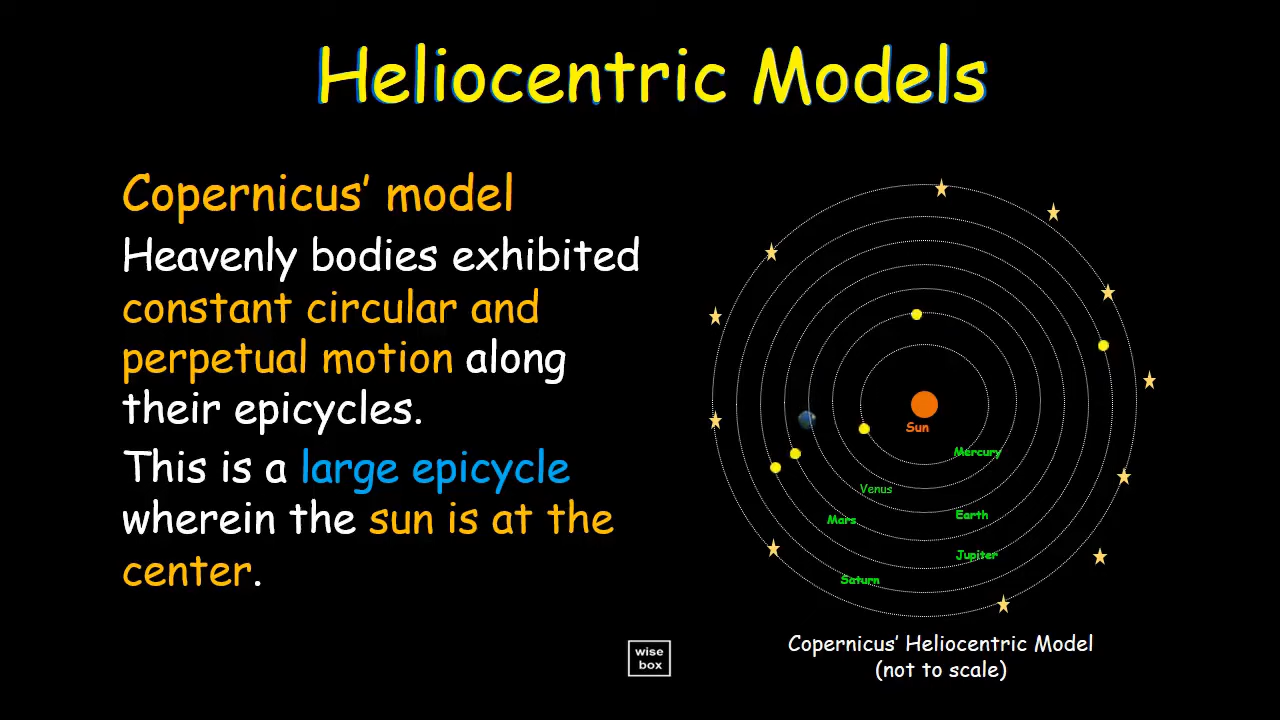 Heliocentric Models
Copernicus’ model
Heavenly bodies exhibited
constant circular and
perpetual motion along
their epicycles.
This is a large epicycle
wherein the sun is at the
center.
Sun
Mercury
Venus
Earth
Mars
Jupiter
Saturn
Copernicus’ Heliocentric Model
(not to scale)
wise
box